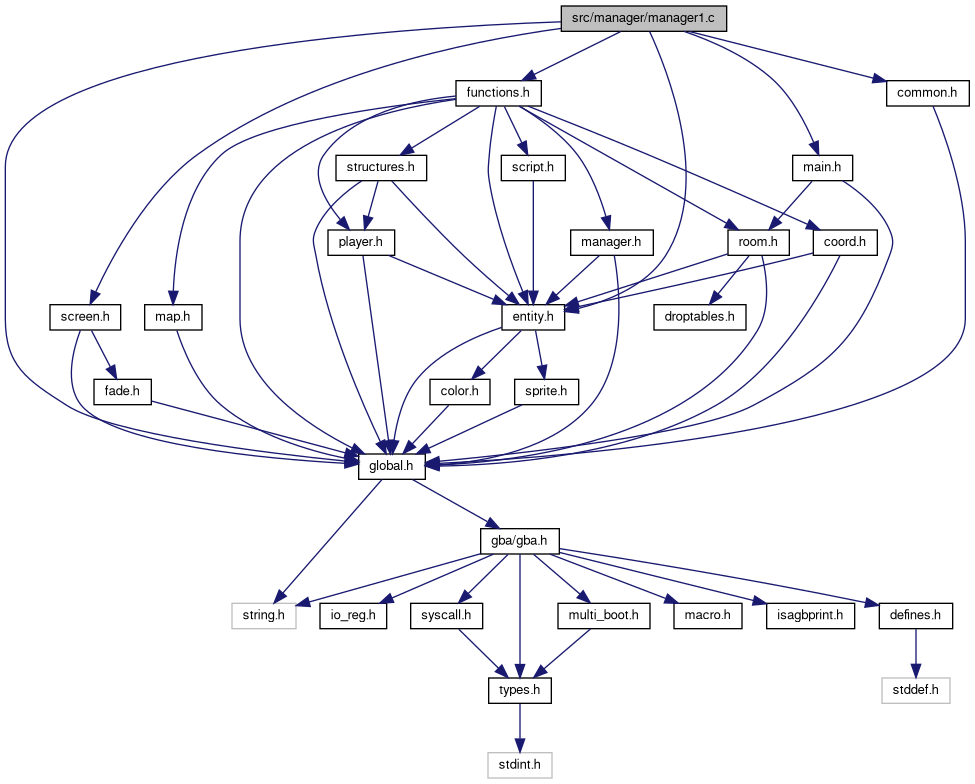 src/manager/manager1.c
functions.h
common.h
structures.h
script.h
main.h
player.h
manager.h
room.h
coord.h
screen.h
map.h
entity.h
droptables.h
fade.h
color.h
sprite.h
global.h
gba/gba.h
string.h
io_reg.h
syscall.h
multi_boot.h
macro.h
isagbprint.h
defines.h
types.h
stddef.h
stdint.h